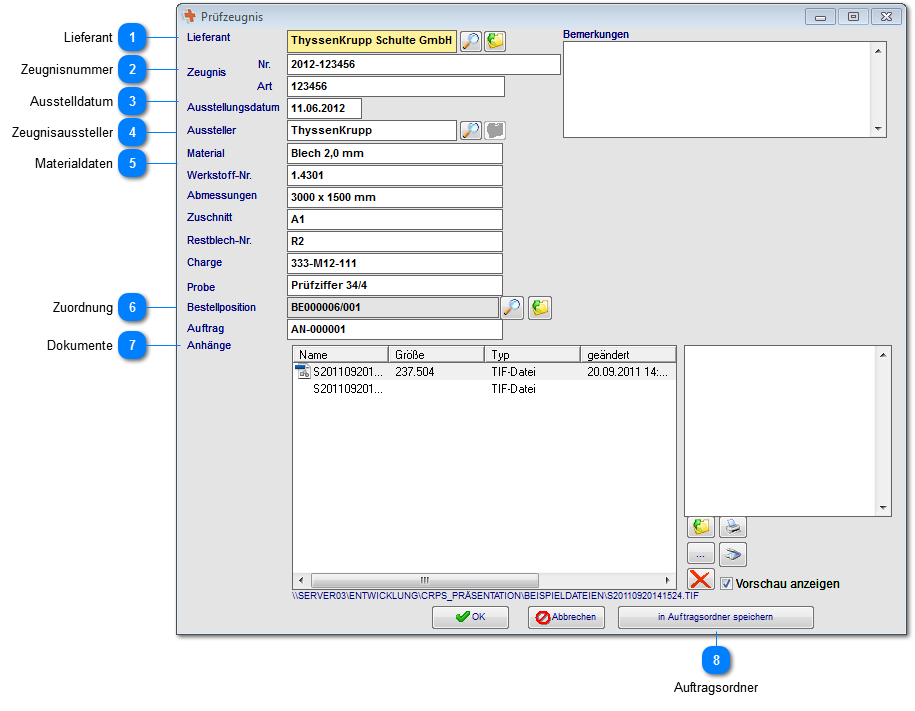 Prüfzeugnis
Lieferant 1 Lieferant ThyssenKrupp Schulte GmbH Bemerkungen
Zeugnisnummer 2 Zeugnis Nr. 2012-123456
Art 123456
Ausstelldatum 3 Ausstellungsdatum 11.06.2012
Zeugnisaussteller 4 Aussteller ThyssenKrupp
Materialdaten 5 Material Blech 2,0 mm
Werkstoff-Nr. 1.4301
Abmessungen 3000 x 1500 mm
Zuschnitt A1
Restblech-Nr. R2
Charge 333-M12-111
Probe Prüfziffer 34/4
Zuordnung 6 Bestellposition BE000006/001
Auftrag AN-000001
Dokumente 7 Anhänge
Name Größe Typ geändert
S201109201... 237.504 TIF-Datei 20.09.2011 14:...
S201109201... TIF-Datei
...
Vorschau anzeigen
\\SERVER03\ENTWICKLUNG\CRPS_PRÄSENTATION\BEISPIELDATEIEN\S20110920141524.TIF
OK Abbrechen in Auftragsordner speichern
8
Auftragsordner